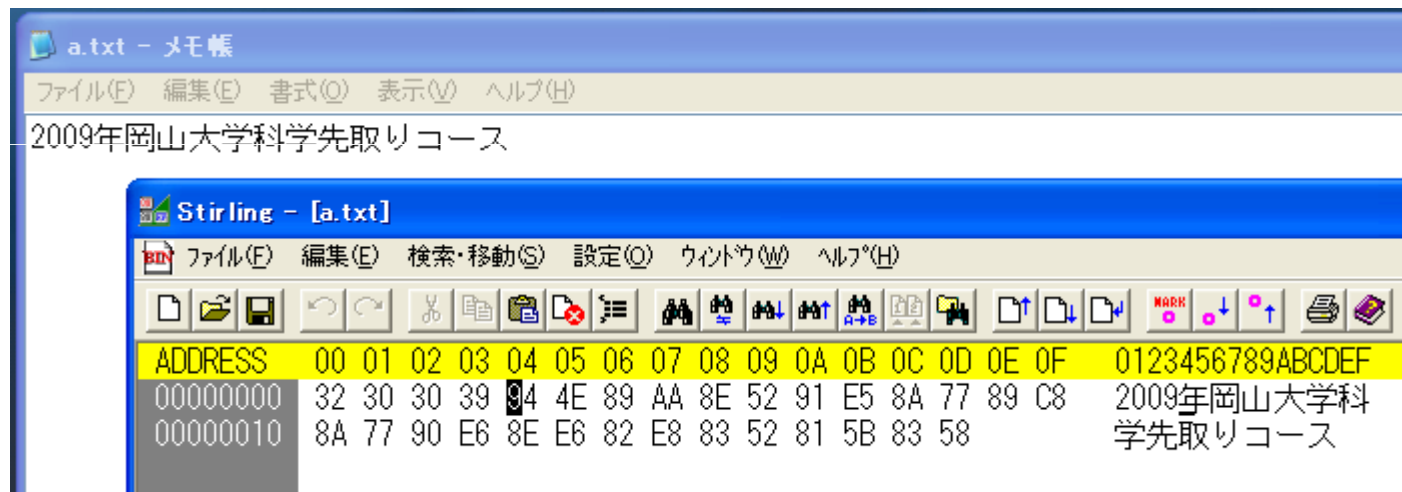 a.txt - メモ帳
ファイル(F) 編集(E) 書式(O) 表示(V) ヘルプ(H)
2009年岡山大学科学先取りコース
Stirling - [a.txt]
BIN ファイル(F) 編集(E) 検索・移動(S) 設定(O) ウィンドウ(W) ヘルプ(H)
A→B MARK
ADDRESS 00 01 02 03 04 05 06 07 08 09 0A 0B 0C 0D 0E 0F 0123456789ABCDEF
00000000 32 30 30 39 94 4E 89 AA 8E 52 91 E5 8A 77 89 C8 2009年岡山大学科
00000010 8A 77 90 E6 8E E6 82 E8 83 52 81 5B 83 58 学先取りコース